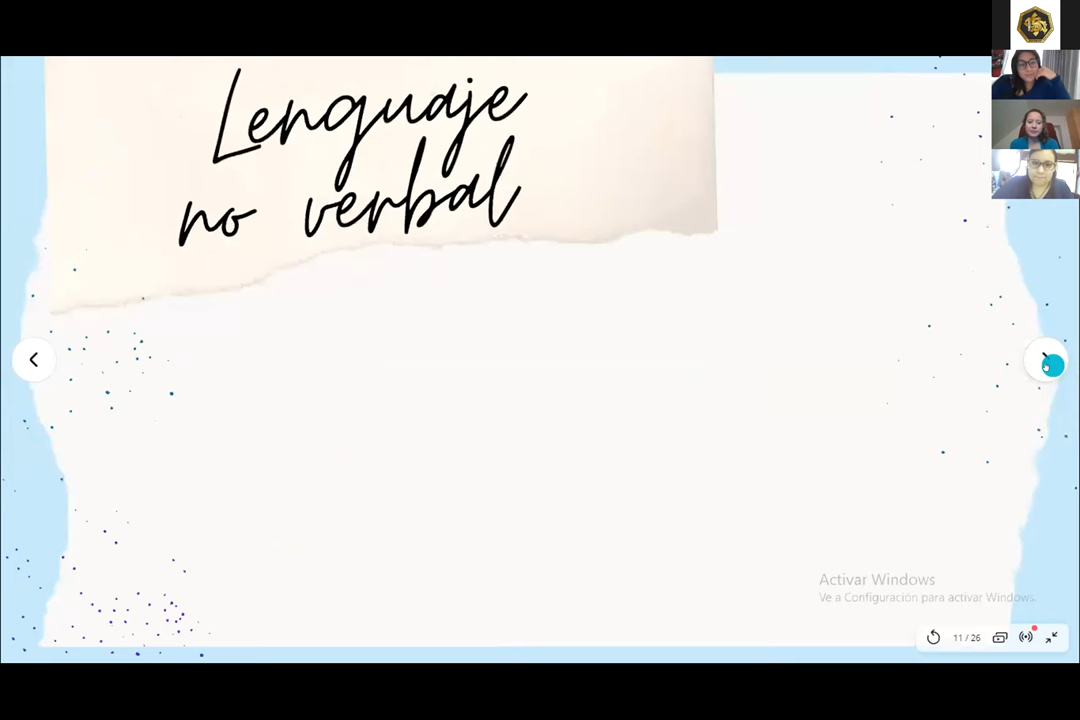 Lenguaje
no verbal
Activar Windows
Ve a Configuración para activar Windows.
11 / 26